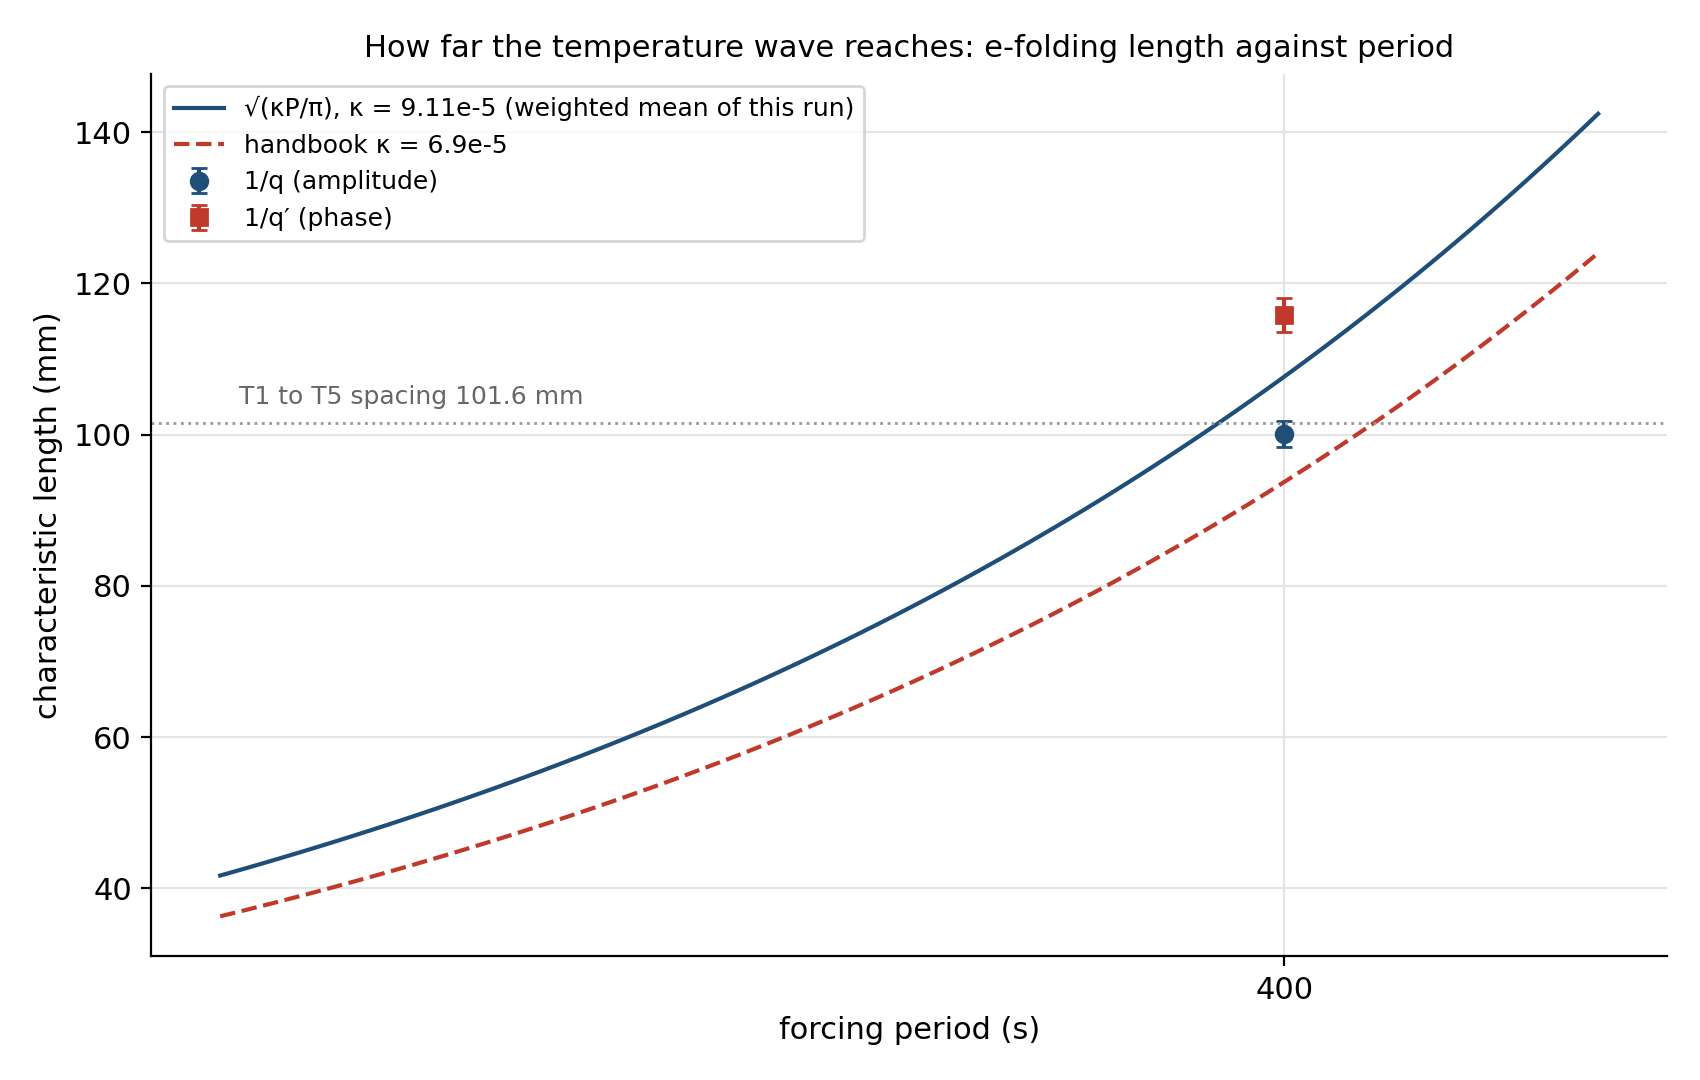 How far the temperature wave reaches: e-folding length against period
√(κP/π), κ = 9.11e-5 (weighted mean of this run)
handbook κ = 6.9e-5
1/q (amplitude)
1/q′ (phase)
140
120
100
80
60
40
characteristic length (mm)
T1 to T5 spacing 101.6 mm
400
forcing period (s)